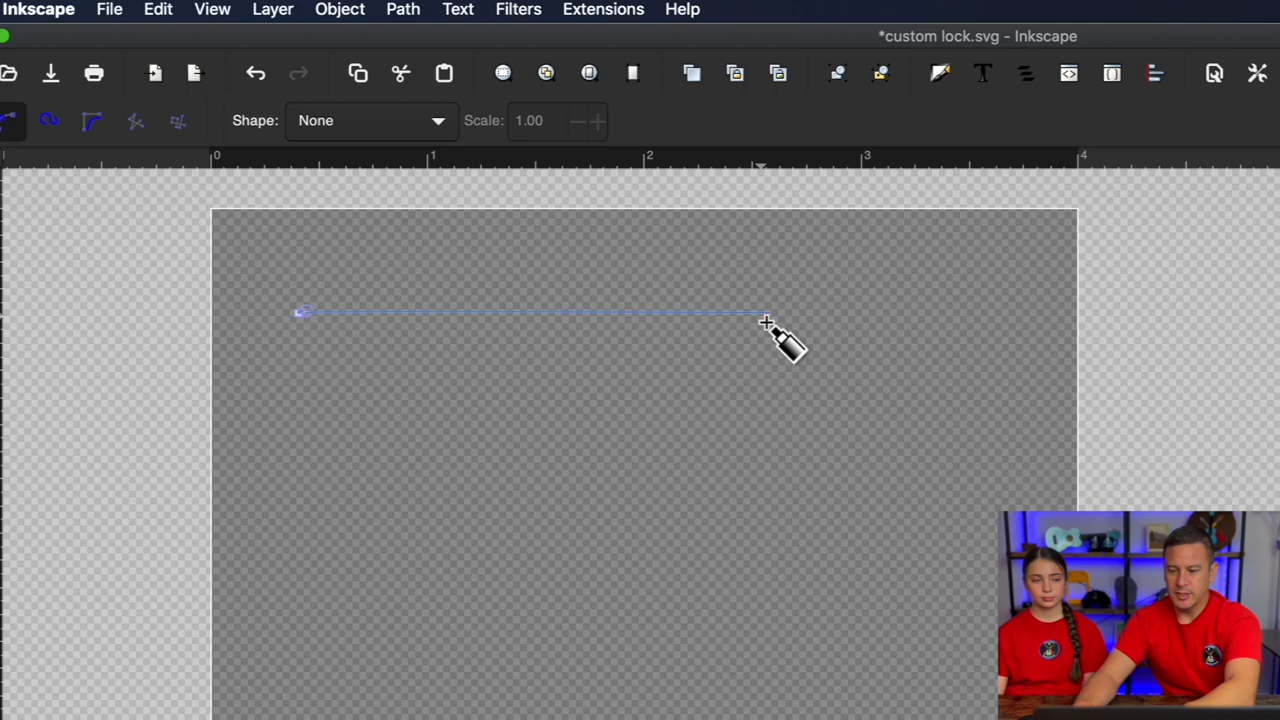 Inkscape File Edit View Layer Object Path Text Filters Extensions Help
*custom lock.svg - Inkscape
Shape: None Scale: 1.00
0 1 2 3 4